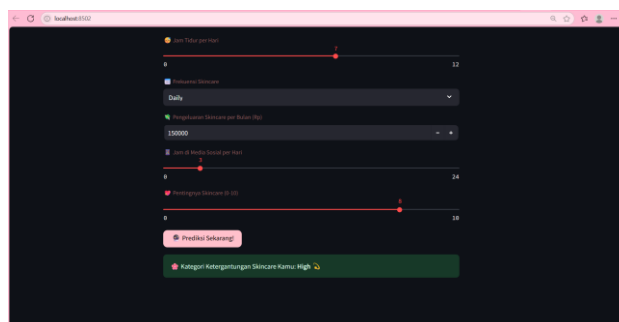 localhost:8502
Jam Tidur per Hari
7
0 12
Frekuensi Skincare
Daily
Pengeluaran Skincare per Bulan (Rp)
150000 - +
Jam di Media Sosial per Hari
3
0 24
Pentingnya Skincare (0-10)
8
0 10
Prediksi Sekarang!
Kategori Ketergantungan Skincare Kamu: High